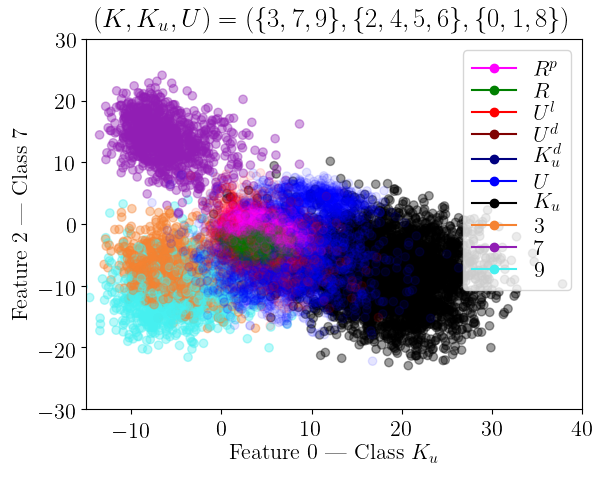 (K, K_u, U) = ({3, 7, 9}, {2, 4, 5, 6}, {0, 1, 8})
30
20
10
0
−10
−20
−30
Feature 2 — Class 7
R^p
R
U^l
U^d
K_u^d
U
K_u
3
7
9
−10
0
10
20
30
40
Feature 0 — Class K_u